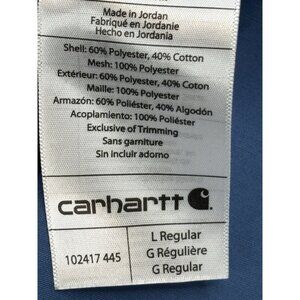 Made in Jordan
Fabriqué en Jordanie
Hecho en Jordania
Shell: 60% Polyester, 40% Cotton
Mesh: 100% Polyester
Extérieur: 60% Polyester, 40% Coton
Maille: 100% Polyester
Armazón: 60% Poliéster, 40% Algodón
Acoplamiento: 100% Poliéster
Exclusive of Trimming
Sans garniture
Sin incluir adorno
carhartt
102417 445
L Regular
G Régulière
G Regular